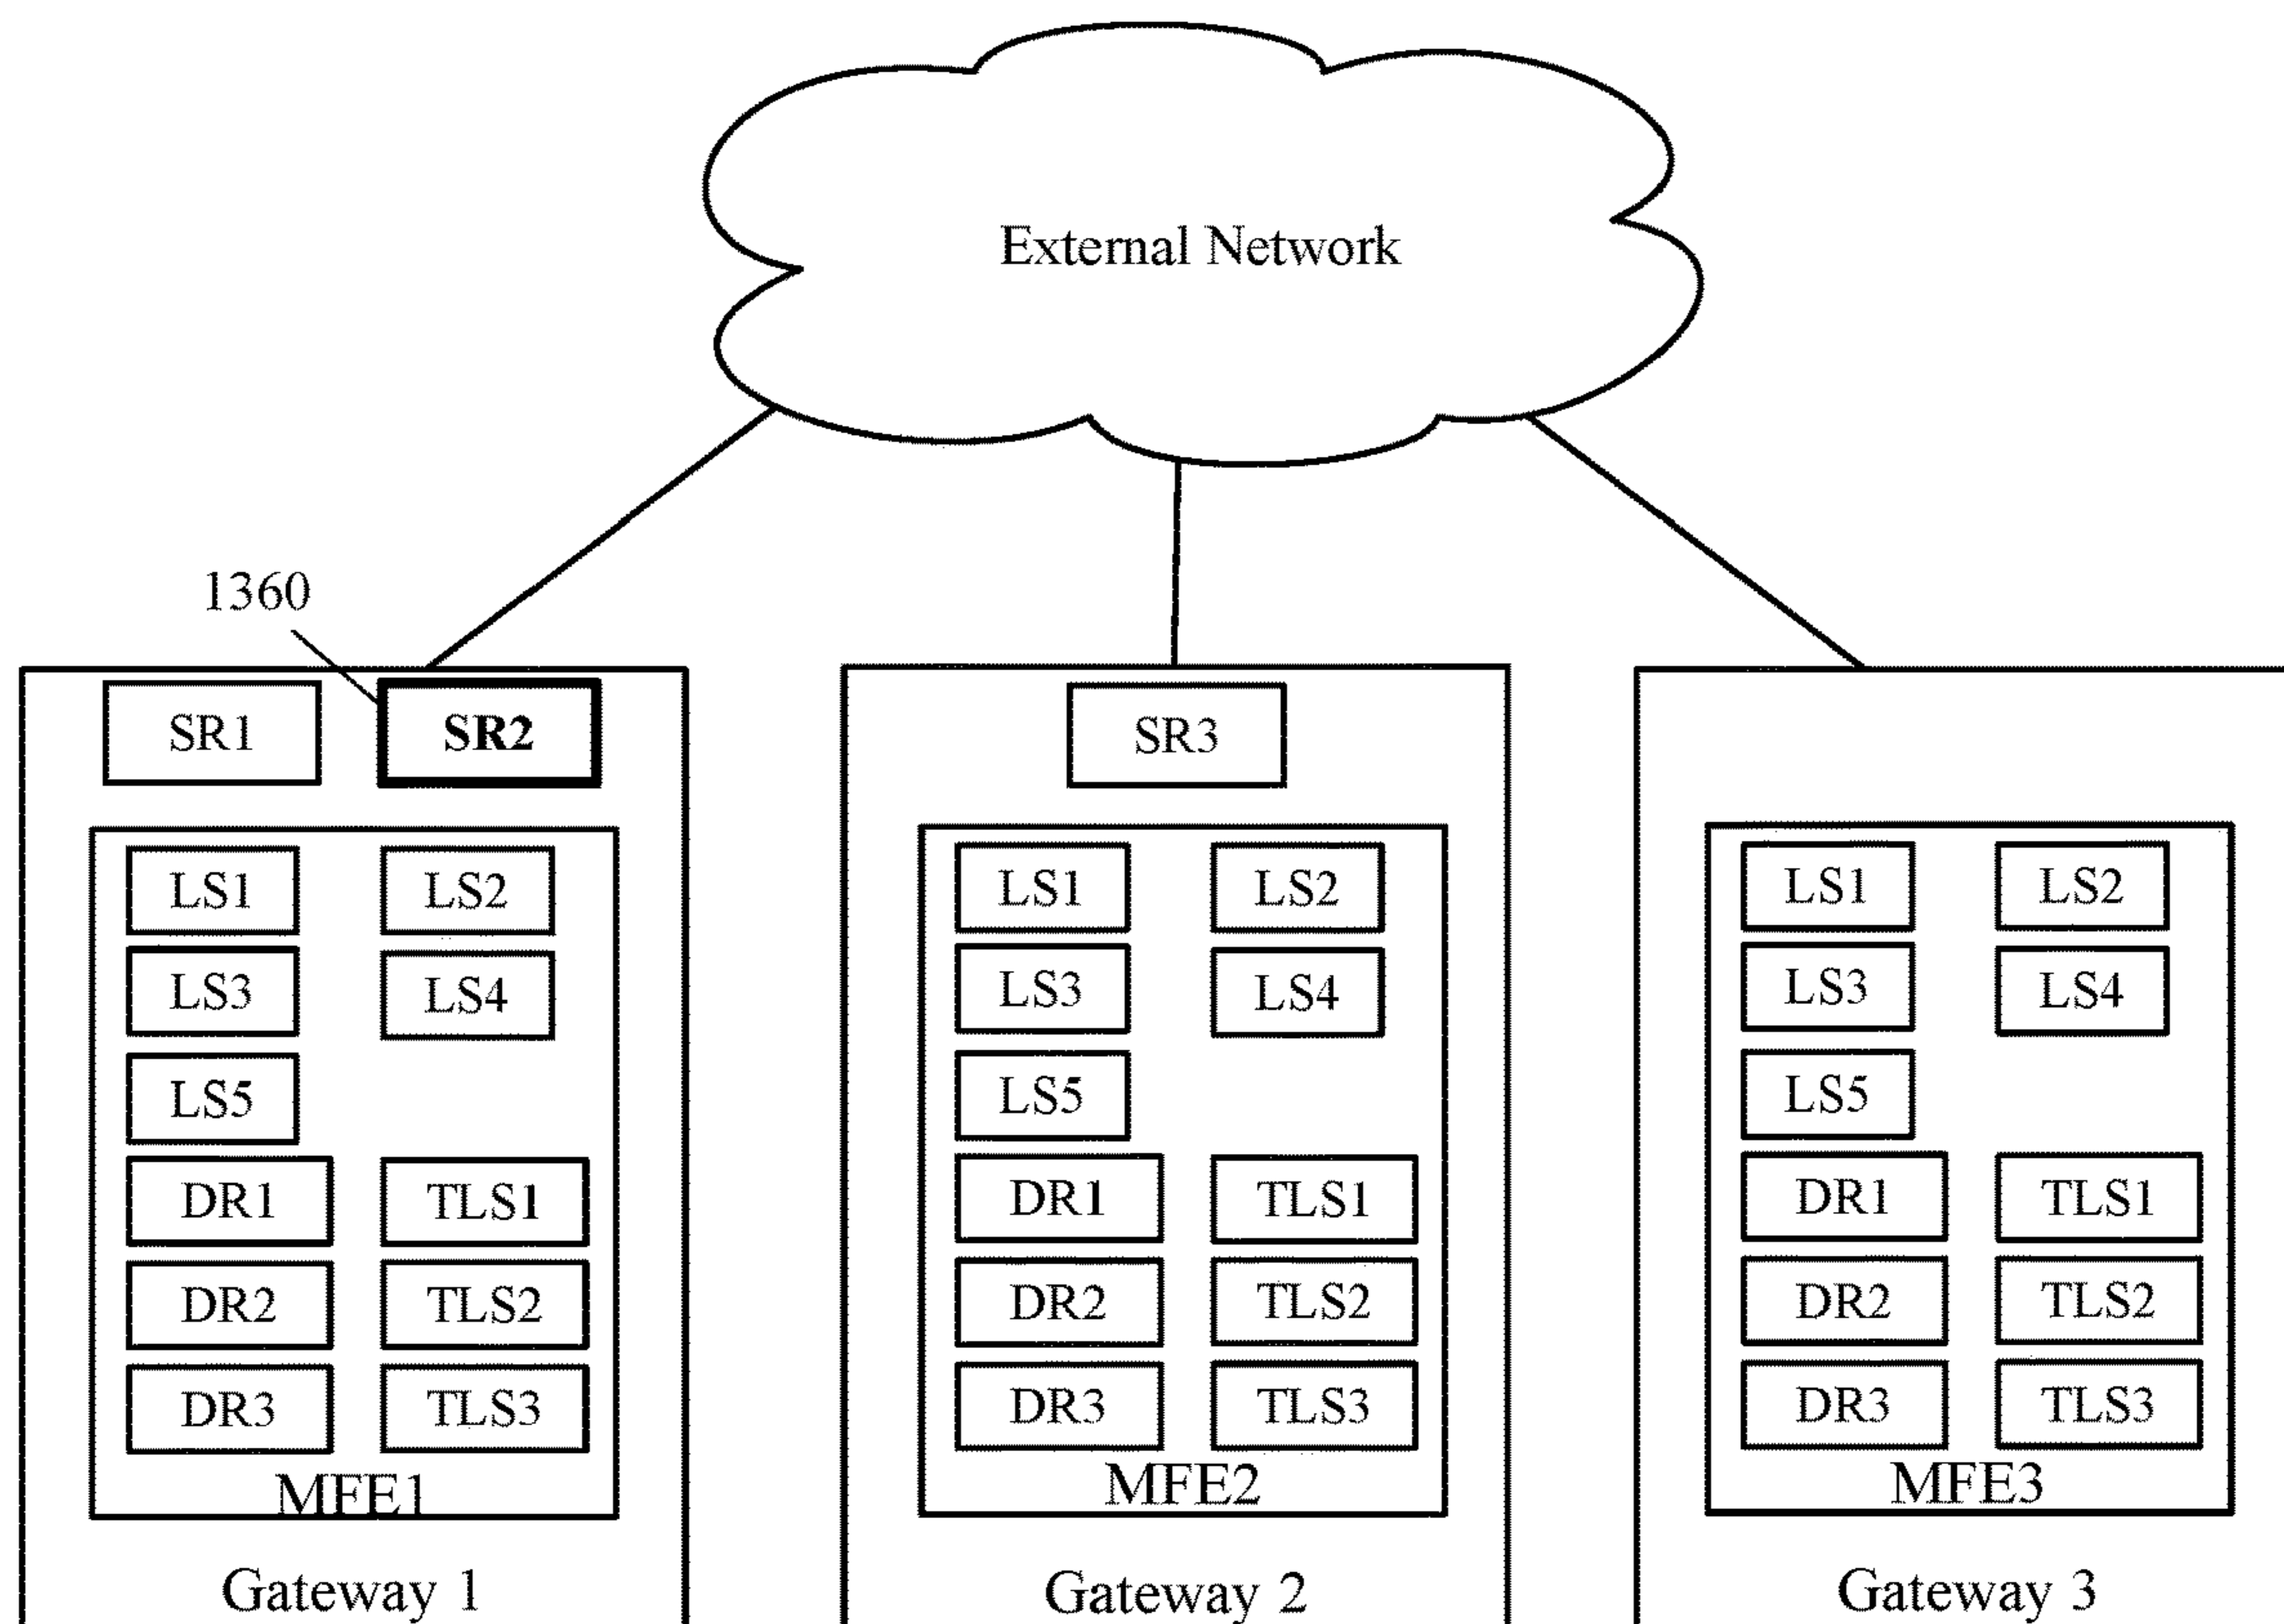 External Network
1360
SR1 SR2
LS1 LS2
LS3 LS4
LS5
DR1 TLS1
DR2 TLS2
DR3 TLS3
MFE1
Gateway 1
SR3
LS1 LS2
LS3 LS4
LS5
DR1 TLS1
DR2 TLS2
DR3 TLS3
MFE2
Gateway 2
LS1 LS2
LS3 LS4
LS5
DR1 TLS1
DR2 TLS2
DR3 TLS3
MFE3
Gateway 3